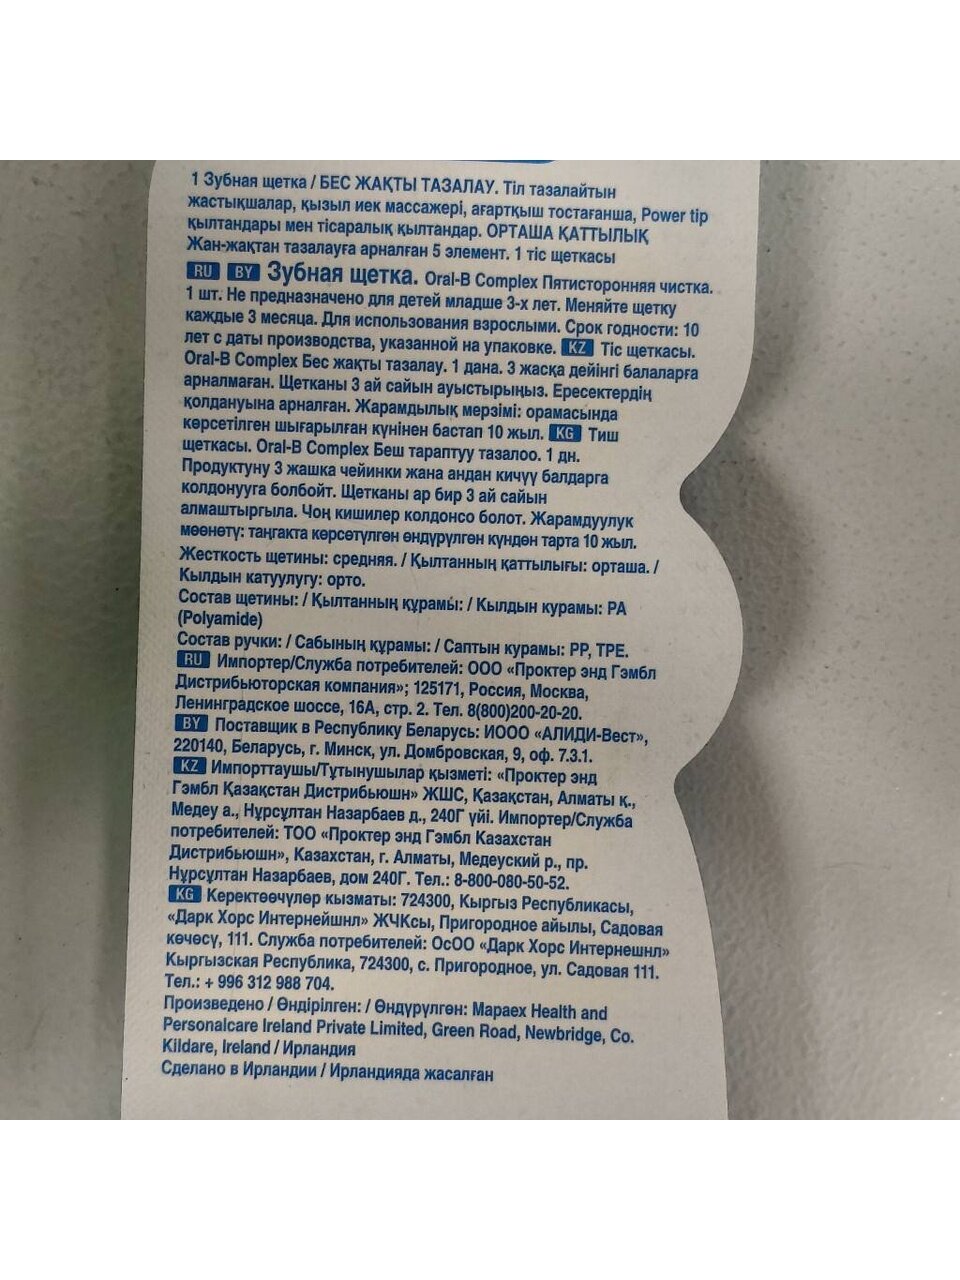 1 Зубная щетка / БЕС ЖАҚТЫ ТАЗАЛАУ. Тіл тазалайтын
жастықшалар, қызыл иек массажері, ағартқыш тостағанша, Power tip
қылтандары мен тісаралық қылтандар. ОРТАША ҚАТТЫЛЫҚ
Жан-жақтан тазалауға арналған 5 элемент. 1 тіс щеткасы
RU BY Зубная щетка. Oral-B Complex Пятисторонняя чистка.
1 шт. Не предназначено для детей младше 3-х лет. Меняйте щетку
каждые 3 месяца. Для использования взрослыми. Срок годности: 10
лет с даты производства, указанной на упаковке. KZ Тіс щеткасы.
Oral-B Complex Бес жақты тазалау. 1 дана. 3 жасқа дейінгі балаларға
арналмаған. Щетканы 3 ай сайын ауыстырыңыз. Ересектердің
қолдануына арналған. Жарамдылық мерзімі: орамасында
көрсетілген шығарылған күнінен бастап 10 жыл. KG Тиш
щеткасы. Oral-B Complex Беш тараптуу тазалоо. 1 дн.
Продуктуну 3 жашка чейинки жана андан кичүү балдарга
колдонууга болбойт. Щетканы ар бир 3 ай сайын
алмаштыргыла. Чоң кишилер колдонсо болот. Жарамдуулук
мөөнөтү: таңгакта көрсөтүлген өндүрүлгөн күндөн тарта 10 жыл.
Жесткость щетины: средняя. / Қылтанның қаттылығы: орташа. /
Кылдын катуулугу: орто.
Состав щетины: / Қылтанның құрамы: / Кылдын курамы: PA
(Polyamide)
Состав ручки: / Сабының құрамы: / Саптын курамы: PP, TPE.
RU Импортер/Служба потребителей: ООО «Проктер энд Гэмбл
Дистрибьюторская компания»; 125171, Россия, Москва,
Ленинградское шоссе, 16А, стр. 2. Тел. 8(800)200-20-20.
BY Поставщик в Республику Беларусь: ИООО «АЛИДИ-Вест»,
220140, Беларусь, г. Минск, ул. Домбровская, 9, оф. 7.3.1.
KZ Импорттаушы/Тұтынушылар қызметі: «Проктер энд
Гэмбл Қазақстан Дистрибьюшн» ЖШС, Қазақстан, Алматы қ.,
Медеу а., Нұрсұлтан Назарбаев д., 240Г үйі. Импортер/Служба
потребителей: ТОО «Проктер энд Гэмбл Казахстан
Дистрибьюшн», Казахстан, г. Алматы, Медеуский р., пр.
Нұрсұлтан Назарбаев, дом 240Г. Тел.: 8-800-080-50-52.
KG Керектөөчүлөр кызматы: 724300, Кыргыз Республикасы,
«Дарк Хорс Интернейшнл» ЖЧКсы, Пригородное айылы, Садовая
көчөсү, 111. Служба потребителей: ОсОО «Дарк Хорс Интернешнл»
Кыргызская Республика, 724300, с. Пригородное, ул. Садовая 111.
Тел.: + 996 312 988 704.
Произведено / Өндірілген: / Өндүрүлгөн: Mapaex Health and
Personalcare Ireland Private Limited, Green Road, Newbridge, Co.
Kildare, Ireland / Ирландия
Сделано в Ирландии / Ирландияда жасалған